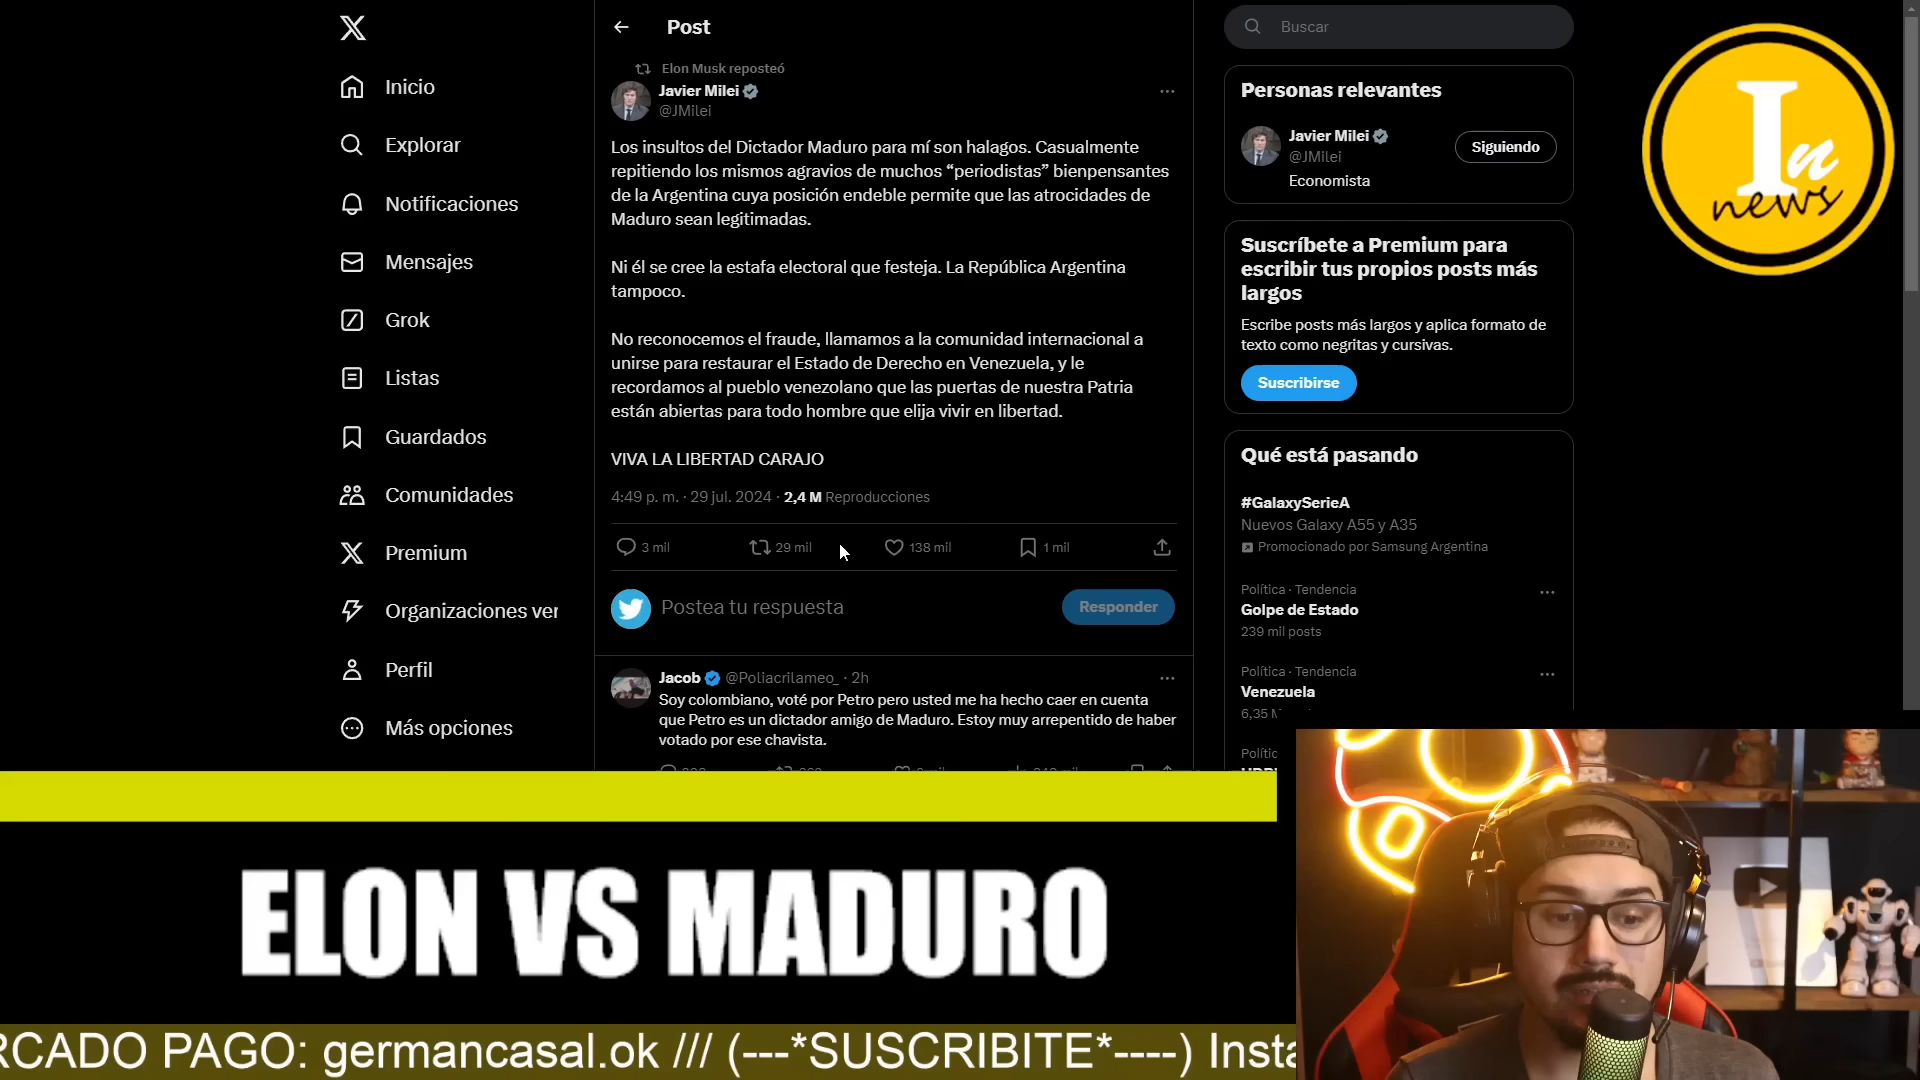 Inicio
Explorar
Notificaciones
Mensajes
Grok
Listas
Guardados
Comunidades
Premium
Organizaciones ver
Perfil
Más opciones
Post
Elon Musk reposteó
Javier Milei
@JMilei
Los insultos del Dictador Maduro para mí son halagos. Casualmente
repitiendo los mismos agravios de muchos “periodistas” bienpensantes
de la Argentina cuya posición endeble permite que las atrocidades de
Maduro sean legitimadas.
Ni él se cree la estafa electoral que festeja. La República Argentina
tampoco.
No reconocemos el fraude, llamamos a la comunidad internacional a
unirse para restaurar el Estado de Derecho en Venezuela, y le
recordamos al pueblo venezolano que las puertas de nuestra Patria
están abiertas para todo hombre que elija vivir en libertad.
VIVA LA LIBERTAD CARAJO
4:49 p. m. · 29 jul. 2024 · 2,4 M Reproducciones
3 mil 29 mil 138 mil 1 mil
Postea tu respuesta
Responder
Jacob @Poliacrilameo_ · 2h
Soy colombiano, voté por Petro pero usted me ha hecho caer en cuenta
que Petro es un dictador amigo de Maduro. Estoy muy arrepentido de haber
votado por ese chavista.
Buscar
Personas relevantes
Javier Milei
@JMilei
Siguiendo
Economista
Suscríbete a Premium para
escribir tus propios posts más
largos
Escribe posts más largos y aplica formato de
texto como negritas y cursivas.
Suscribirse
Qué está pasando
#GalaxySerieA
Nuevos Galaxy A55 y A35
Promocionado por Samsung Argentina
Política · Tendencia
Golpe de Estado
239 mil posts
Política · Tendencia
Venezuela
6,35 M
Polític
In
news
ELON VS MADURO
RCADO PAGO: germancasal.ok /// (---*SUSCRIBITE*----) Insta